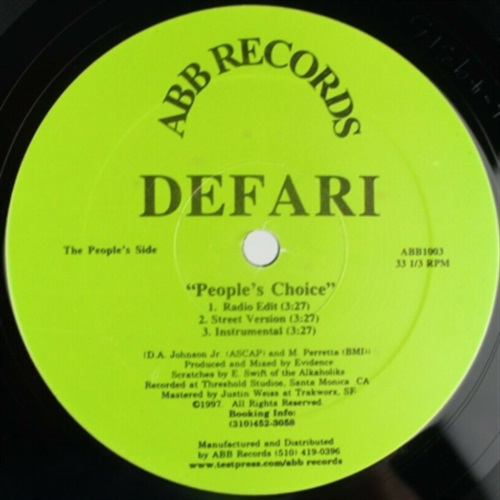 ABB RECORDS
DEFARI
The People's Side
ABB1003
33 1/3 RPM
"People's Choice"
1. Radio Edit (3:27)
2. Street Version (3:27)
3. Instrumental (3:27)
(D.A. Johnson Jr. (ASCAP) and M. Perretta (BMI))
Produced and Mixed by Evidence
Scratches by E. Swift of the Alkaholiks
Recorded at Threshold Studios, Santa Monica CA
Mastered by Justin Weiss at Trakworx, SF
©1997. All Rights Reserved.
Booking Info:
(310)452-3058
Manufactured and Distributed
by ABB Records (510) 419-0396
www.testpress.com/abb records